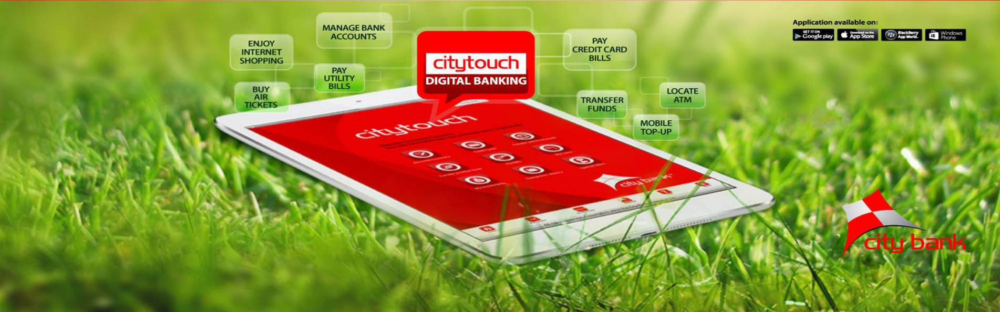 MANAGE BANK
ACCOUNTS
ENJOY
INTERNET
SHOPPING
PAY
UTILITY
BILLS
BUY
AIR
TICKETS
citytouch
DIGITAL BANKING
PAY
CREDIT CARD
BILLS
TRANSFER
FUNDS
LOCATE
ATM
MOBILE
TOP-UP
Application available on:
GET IT ON
Google play
Download on the
App Store
BlackBerry
App World
Windows
Phone
citytouch
city bank
city bank